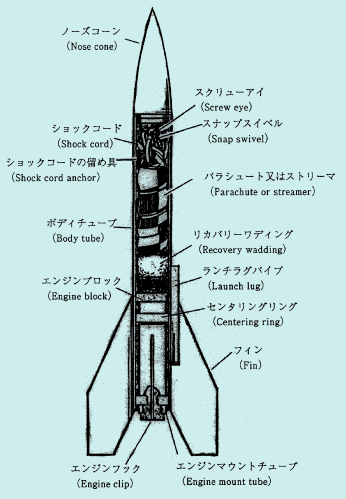 ノーズコーン
(Nose cone)
スクリューアイ
(Screw eye)
スナップスイベル
(Snap swivel)
ショックコード
(Shock cord)
ショックコードの留め具
(Shock cord anchor)
パラシュート又はストリーマ
(Parachute or streamer)
ボディチューブ
(Body tube)
リカバリーワディング
(Recovery wadding)
ランチラグパイプ
(Launch lug)
エンジンブロック
(Engine block)
センタリングリング
(Centering ring)
フィン
(Fin)
エンジンフック
(Engine clip)
エンジンマウントチューブ
(Engine mount tube)